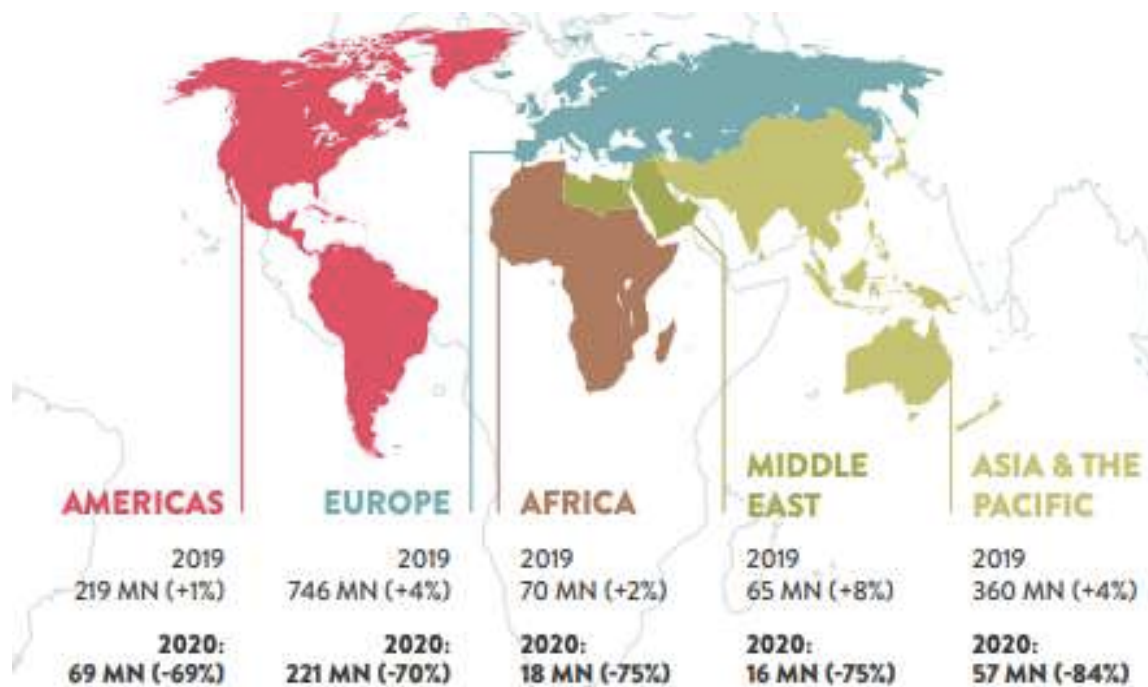 AMERICAS
2019
219 MN (+1%)
2020:
69 MN (-69%)
EUROPE
2019
746 MN (+4%)
2020:
221 MN (-70%)
AFRICA
2019
70 MN (+2%)
2020:
18 MN (-75%)
MIDDLE
EAST
2019
65 MN (+8%)
2020:
16 MN (-75%)
ASIA & THE
PACIFIC
2019
360 MN (+4%)
2020:
57 MN (-84%)